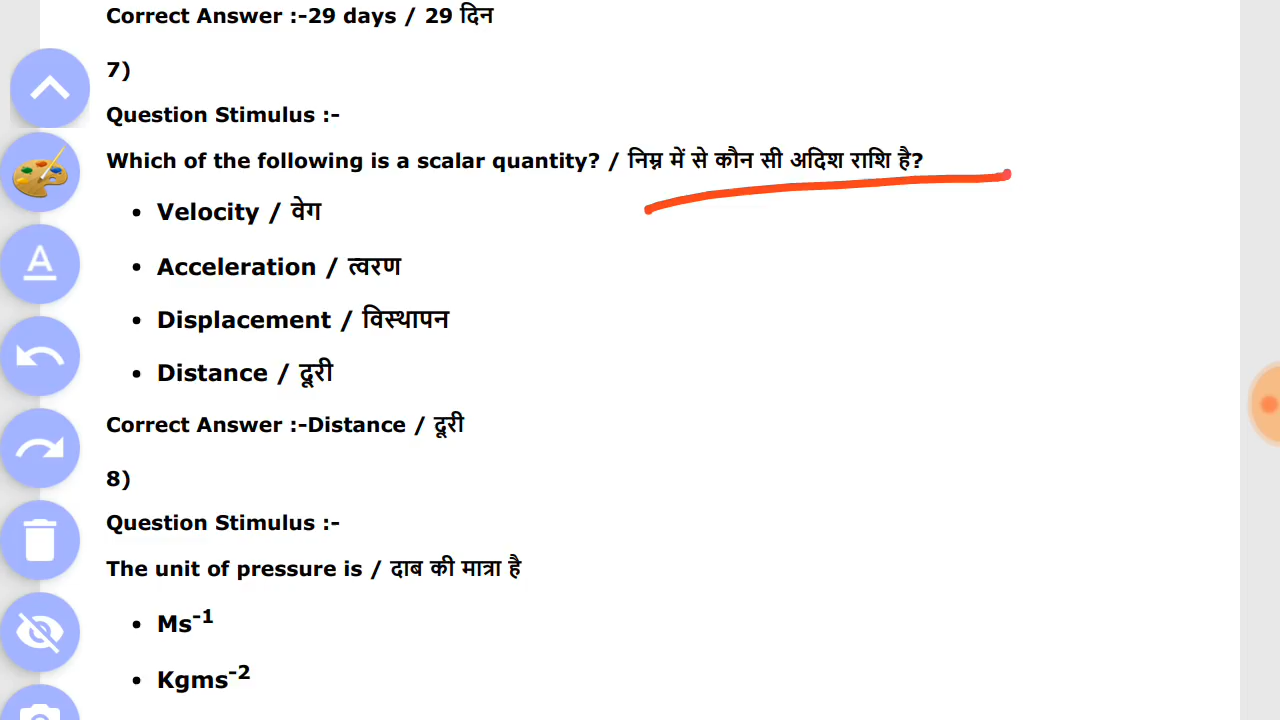 Correct Answer :-29 days / 29 दिन
7)
Question Stimulus :-
Which of the following is a scalar quantity? / निम्न में से कौन सी अदिश राशि है?
• Velocity / वेग
• Acceleration / त्वरण
• Displacement / विस्थापन
• Distance / दूरी
Correct Answer :-Distance / दूरी
8)
Question Stimulus :-
The unit of pressure is / दाब की मात्रा है
• Ms⁻¹
• Kgms⁻²
A